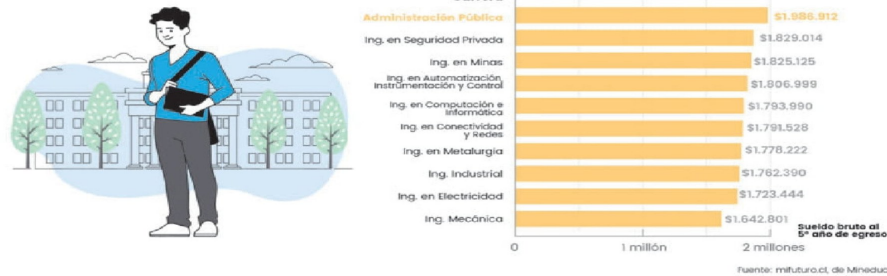 Administración Pública
$1.986.912
Ing. en Seguridad Privada
$1.829.014
Ing. en Minas
$1.825.125
Ing. en Automatización
Instrumentación y Control
$1.806.999
Ing. en Computación e
Informática
$1.793.990
Ing. en Conectividad
y Redes
$1.791.528
Ing. en Metalurgia
$1.778.222
Ing. Industrial
$1.762.390
Ing. en Electricidad
$1.723.444
Ing. Mecánica
$1.642.801
Sueldo bruto al
5º año de egreso
0
1 millón
2 millones
Fuente: mifuturo.cl, de Mineduc